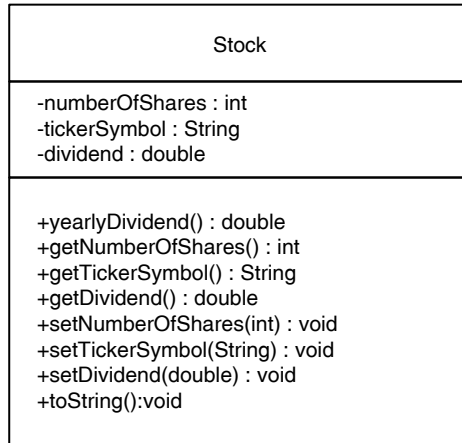 Stock
-numberOfShares : int
-tickerSymbol : String
-dividend : double
+yearlyDividend() : double
+getNumberOfShares() : int
+getTickerSymbol() : String
+getDividend() : double
+setNumberOfShares(int) : void
+setTickerSymbol(String) : void
+setDividend(double) : void
+toString():void